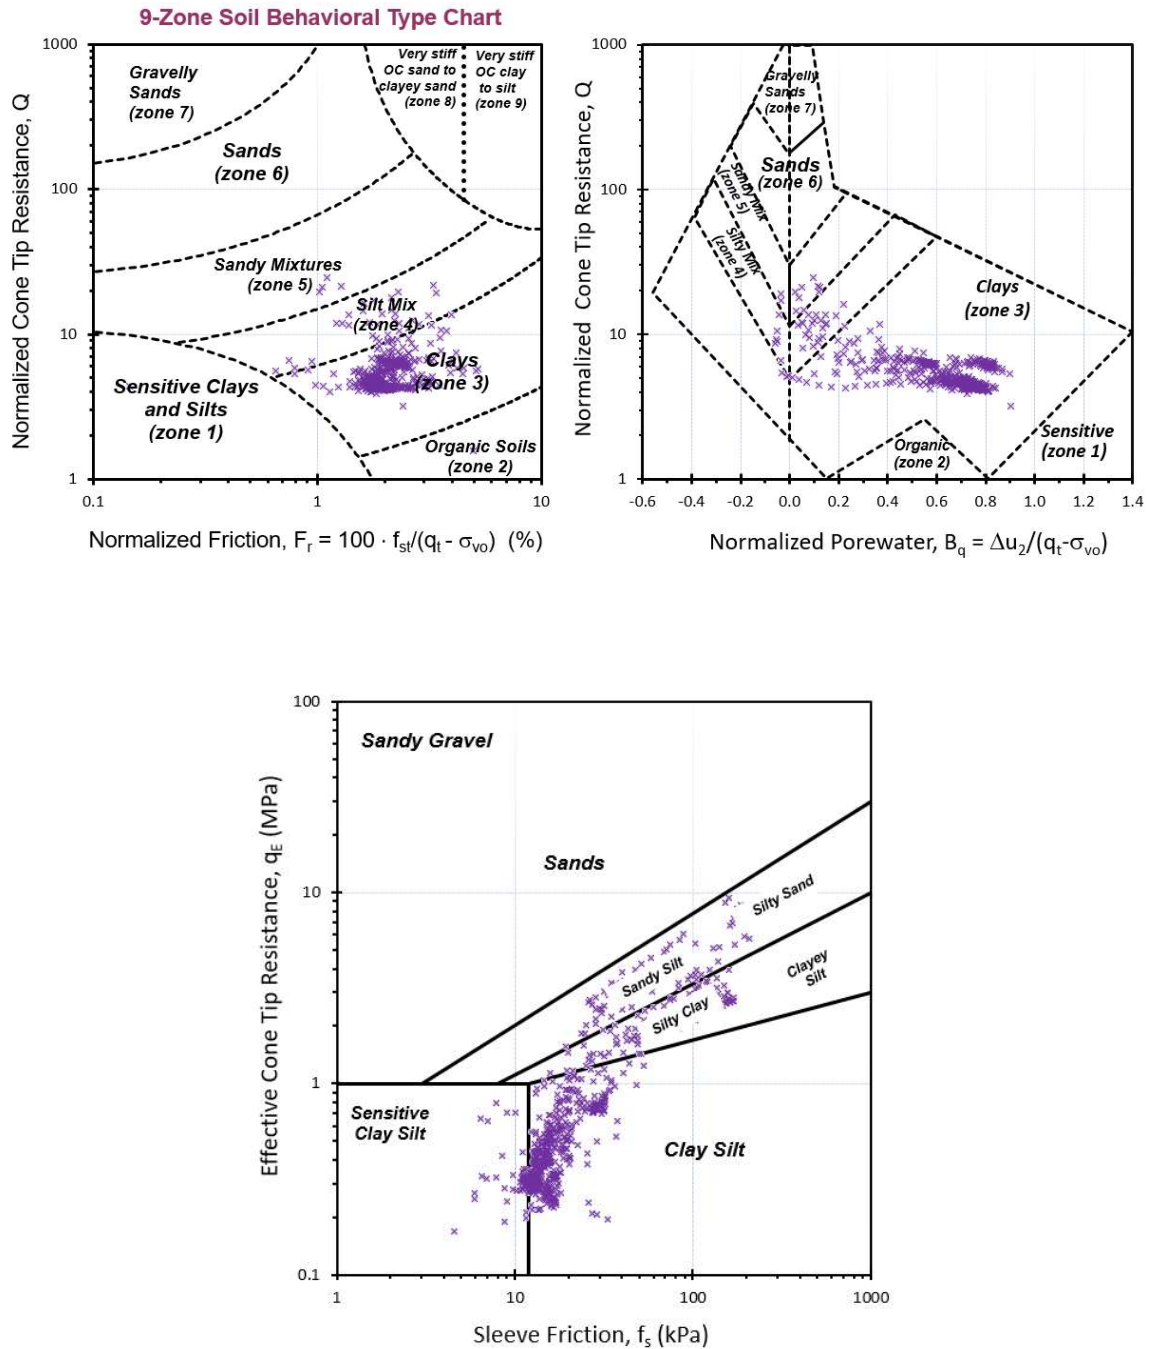 9-Zone Soil Behavioral Type Chart
Normalized Cone Tip Resistance, Q
1000
100
10
1
0.1
1
10
Gravelly
Sands
(zone 7)
Very stiff
OC sand to
clayey sand
(zone 8)
Very stiff
OC clay
to silt
(zone 9)
Sands
(zone 6)
Sandy Mixtures
(zone 5)
Silt Mix
(zone 4)
Clays
(zone 3)
Sensitive Clays
and Silts
(zone 1)
Organic Soils
(zone 2)
Normalized Friction, Fr = 100 · fst/(qt - σvo) (%)
Normalized Cone Tip Resistance, Q
1000
100
10
1
-0.6
-0.4
-0.2
0.0
0.2
0.4
0.6
0.8
1.0
1.2
1.4
Gravelly
Sands
(zone 7)
Sands
(zone 6)
Sandy Mix
(zone 5)
Silty Mix
(zone 4)
Clays
(zone 3)
Organic
(zone 2)
Sensitive
(zone 1)
Normalized Porewater, Bq = Δu2/(qt-σvo)
Effective Cone Tip Resistance, qE (MPa)
100
10
1
0.1
1
10
100
1000
Sandy Gravel
Sands
Silty Sand
Sandy Silt
Clayey
Silt
Silty Clay
Sensitive
Clay Silt
Clay Silt
Sleeve Friction, fs (kPa)